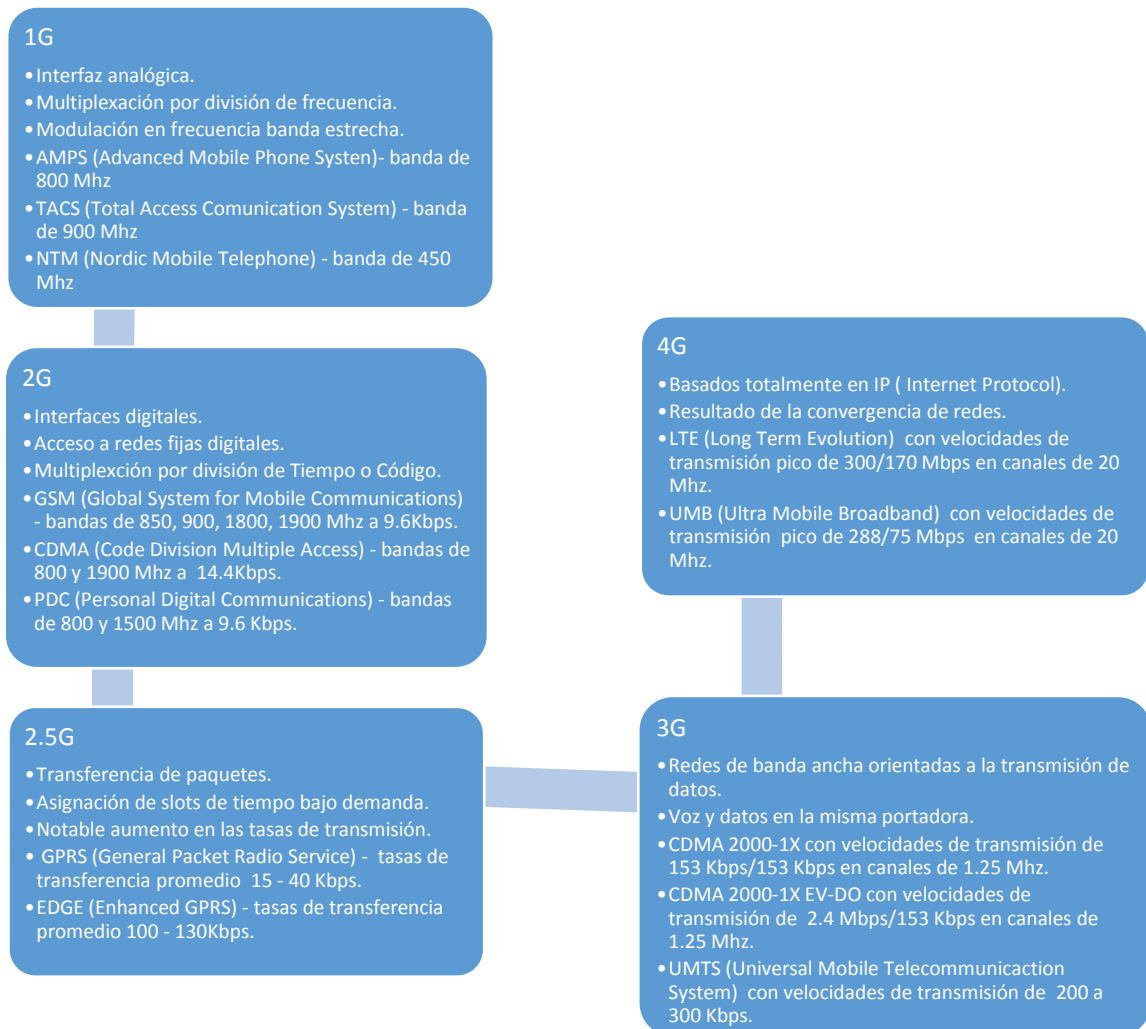 1G
•Interfaz analógica.
•Multiplexación por división de frecuencia.
•Modulación en frecuencia banda estrecha.
•AMPS (Advanced Mobile Phone Systen)- banda de
800 Mhz
•TACS (Total Access Comunication System) - banda
de 900 Mhz
•NTM (Nordic Mobile Telephone) - banda de 450
Mhz
2G
•Interfaces digitales.
•Acceso a redes fijas digitales.
•Multiplexción por división de Tiempo o Código.
•GSM (Global System for Mobile Communications)
- bandas de 850, 900, 1800, 1900 Mhz a 9.6Kbps.
•CDMA (Code Division Multiple Access) - bandas de
800 y 1900 Mhz a 14.4Kbps.
•PDC (Personal Digital Communications) - bandas
de 800 y 1500 Mhz a 9.6 Kbps.
2.5G
•Transferencia de paquetes.
•Asignación de slots de tiempo bajo demanda.
•Notable aumento en las tasas de transmisión.
• GPRS (General Packet Radio Service) - tasas de
transferencia promedio 15 - 40 Kbps.
•EDGE (Enhanced GPRS) - tasas de transferencia
promedio 100 - 130Kbps.
3G
•Redes de banda ancha orientadas a la transmisión de
datos.
•Voz y datos en la misma portadora.
•CDMA 2000-1X con velocidades de transmisión de
153 Kbps/153 Kbps en canales de 1.25 Mhz.
•CDMA 2000-1X EV-DO con velocidades de
transmisión de 2.4 Mbps/153 Kbps en canales de
1.25 Mhz.
•UMTS (Universal Mobile Telecommunicaction
System) con velocidades de transmisión de 200 a
300 Kbps.
4G
•Basados totalmente en IP ( Internet Protocol).
•Resultado de la convergencia de redes.
•LTE (Long Term Evolution) con velocidades de
transmisión pico de 300/170 Mbps en canales de 20
Mhz.
•UMB (Ultra Mobile Broadband) con velocidades de
transmisión pico de 288/75 Mbps en canales de 20
Mhz.